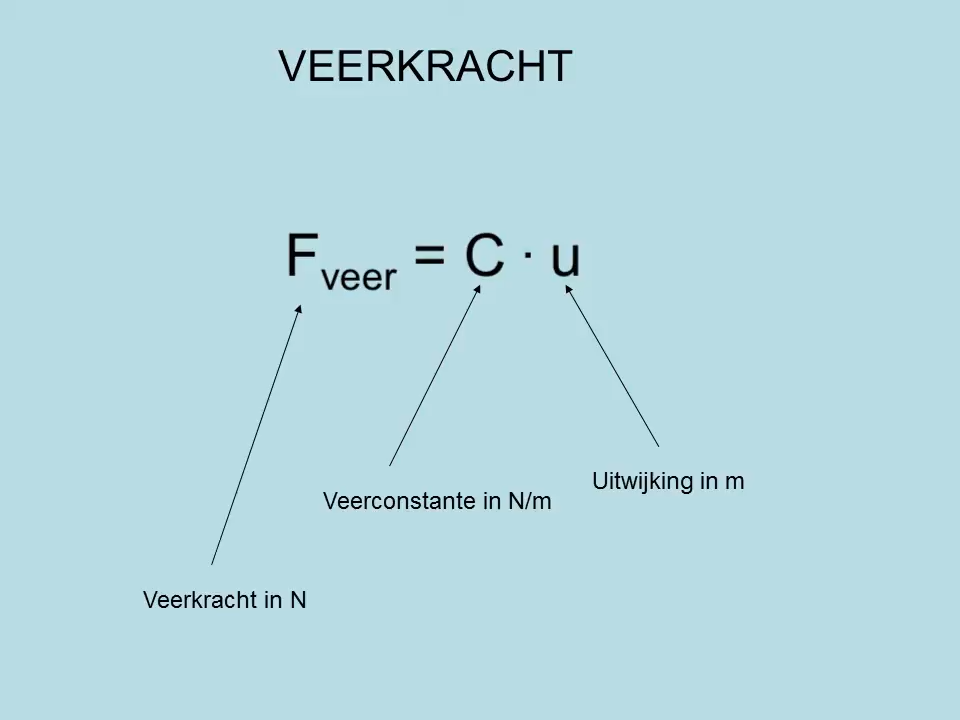 VEERKRACHT
Fveer = C · u
Uitwijking in m
Veerconstante in N/m
Veerkracht in N